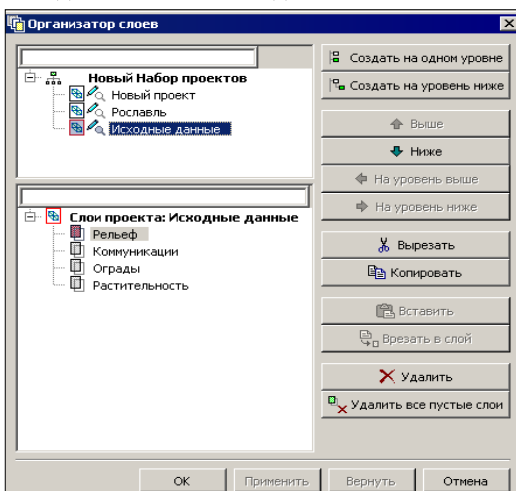 Организатор слоев
Новый Набор проектов
Новый проект
Рославль
Исходные данные
Слои проекта: Исходные данные
Рельеф
Коммуникации
Ограды
Растительность
Создать на одном уровне
Создать на уровень ниже
Выше
Ниже
На уровень выше
На уровень ниже
Вырезать
Копировать
Вставить
Врезать в слой
Удалить
Удалить все пустые слои
ОК
Применить
Вернуть
Отмена